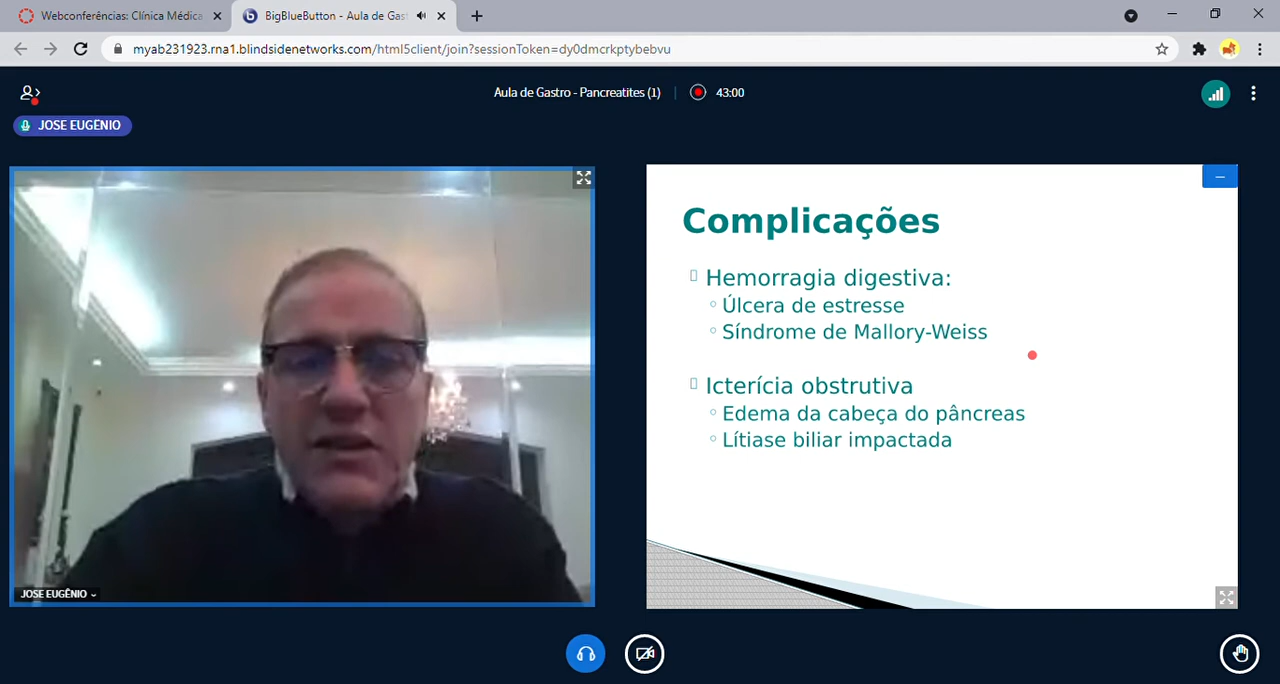 Webconferências: Clínica Médica
BigBlueButton - Aula de Gas
myab231923.rna1.blindsidenetworks.com/html5client/join?sessionToken=dy0dmcrkptybebvu
Aula de Gastro - Pancreatites (1)
43:00
JOSE EUGÊNIO
Complicações
Hemorragia digestiva:
Úlcera de estresse
Síndrome de Mallory-Weiss
Icterícia obstrutiva
Edema da cabeça do pâncreas
Lítiase biliar impactada
JOSE EUGÊNIO